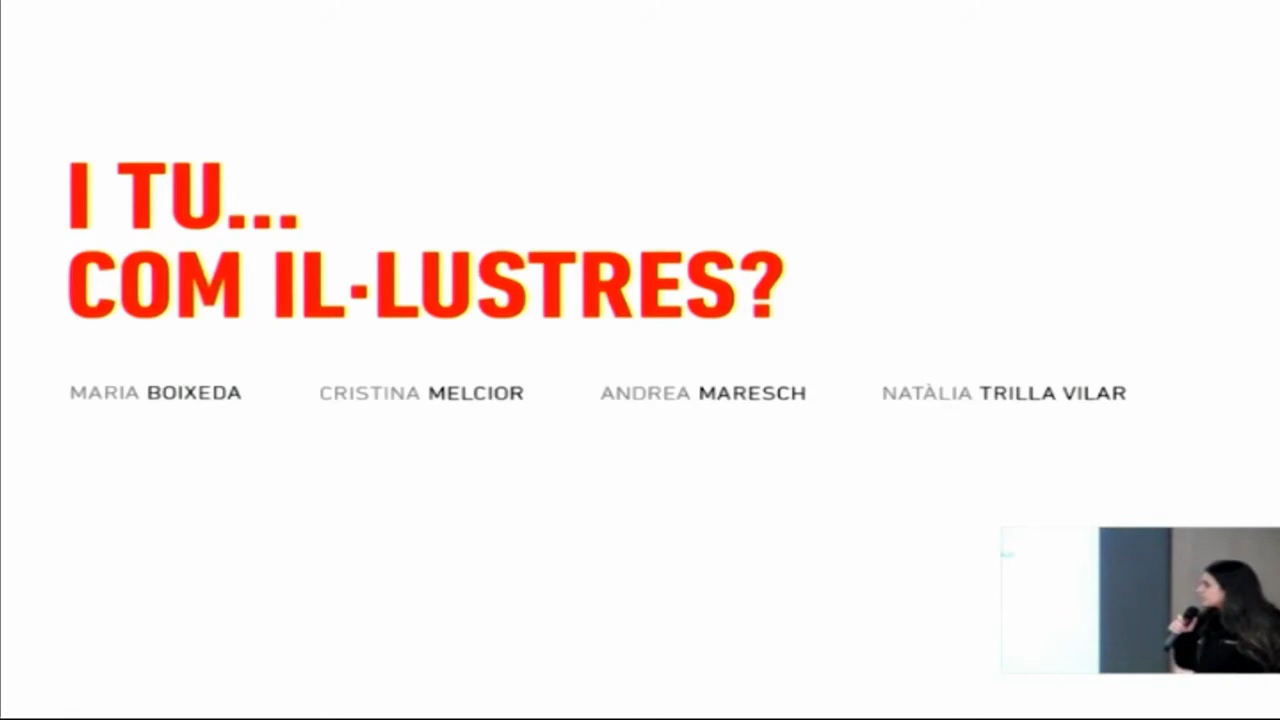 I TU...
COM IL·LUSTRES?
MARIA BOIXEDA CRISTINA MELCIOR ANDREA MARESCH NATÀLIA TRILLA VILAR